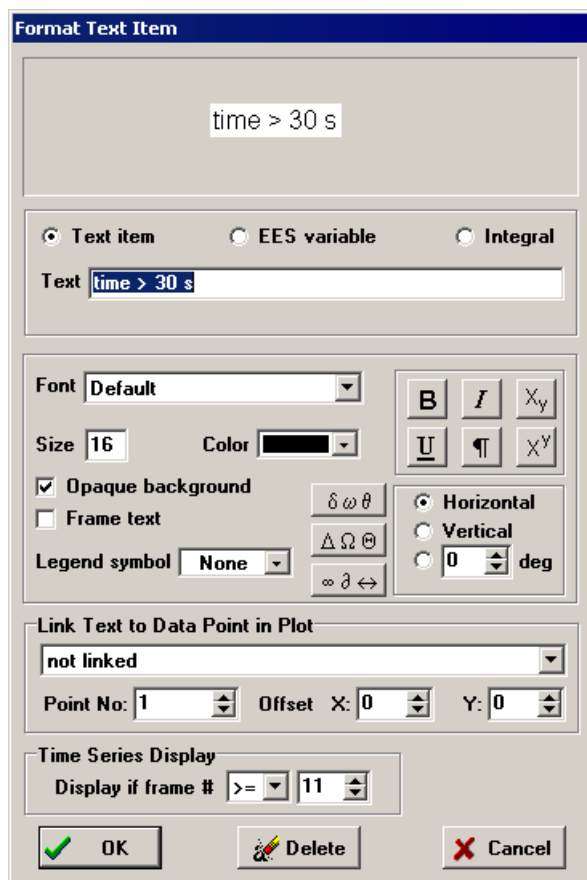 Format Text Item
time > 30 s
Text item EES variable Integral
Text time > 30 s
Font Default
B I Xy
Size 16 Color
U ¶ X^y
Opaque background
δ ω θ
Horizontal
Frame text
Vertical
Δ Ω Θ
Legend symbol None
0 deg
∞ ∂ ↔
Link Text to Data Point in Plot
not linked
Point No: 1 Offset X: 0 Y: 0
Time Series Display
Display if frame # >= 11
OK Delete Cancel